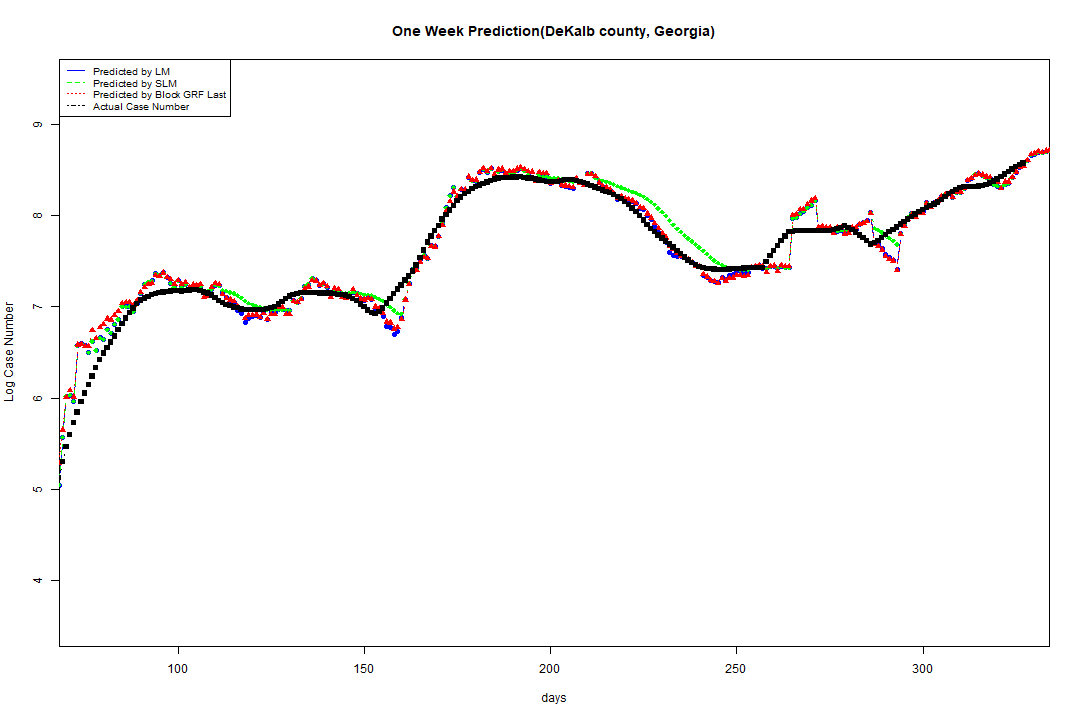 One Week Prediction(DeKalb county, Georgia)
Predicted by LM
Predicted by SLM
Predicted by Block GRF Last
Actual Case Number
9
8
7
6
5
4
Log Case Number
100 150 200 250 300
days